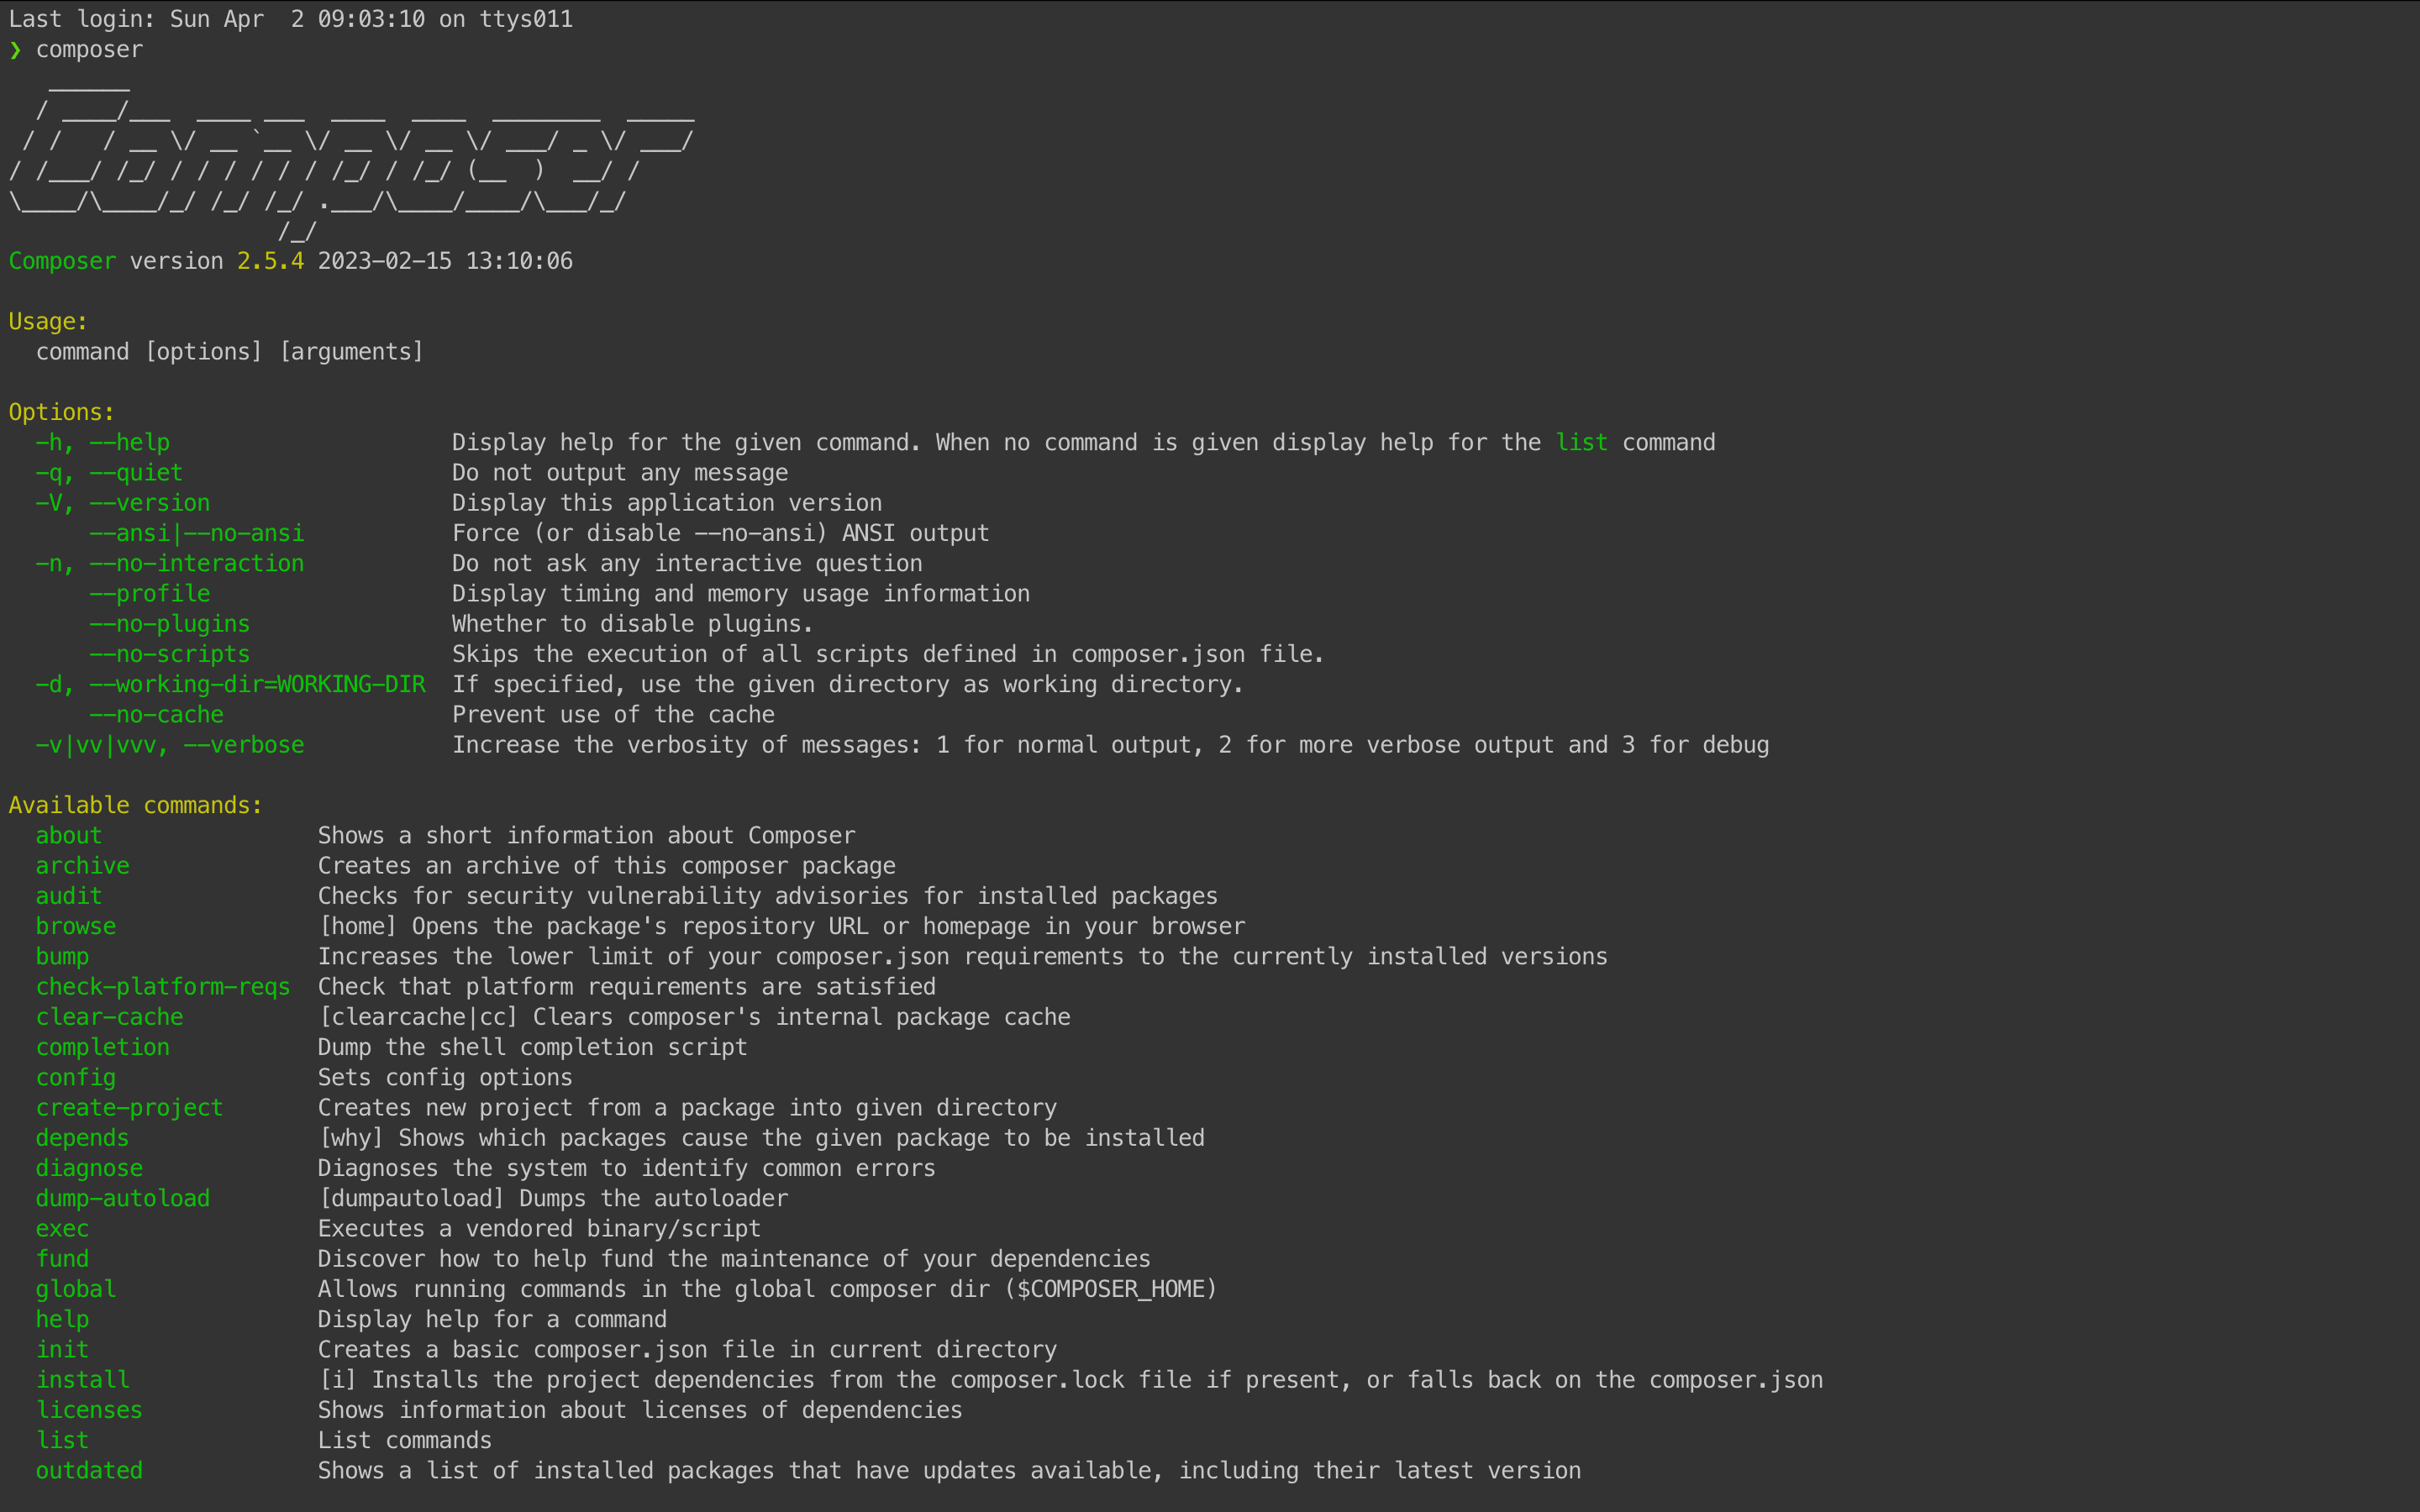 Last login: Sun Apr  2 09:03:10 on ttys011
❯ composer
   ______
  / ____/___  ____ ___  ____  ____  ________  _____
 / /   / __ \/ __ `__ \/ __ \/ __ \/ ___/ _ \/ ___/
/ /___/ /_/ / / / / / / /_/ / /_/ (__  )  __/ /
\____/\____/_/ /_/ /_/ .___/\____/____/\___/_/
                    /_/
Composer version 2.5.4 2023-02-15 13:10:06

Usage:
  command [options] [arguments]

Options:
  -h, --help                     Display help for the given command. When no command is given display help for the list command
  -q, --quiet                    Do not output any message
  -V, --version                  Display this application version
      --ansi|--no-ansi           Force (or disable --no-ansi) ANSI output
  -n, --no-interaction           Do not ask any interactive question
      --profile                  Display timing and memory usage information
      --no-plugins               Whether to disable plugins.
      --no-scripts               Skips the execution of all scripts defined in composer.json file.
  -d, --working-dir=WORKING-DIR  If specified, use the given directory as working directory.
      --no-cache                 Prevent use of the cache
  -v|vv|vvv, --verbose           Increase the verbosity of messages: 1 for normal output, 2 for more verbose output and 3 for debug

Available commands:
  about                Shows a short information about Composer
  archive              Creates an archive of this composer package
  audit                Checks for security vulnerability advisories for installed packages
  browse               [home] Opens the package's repository URL or homepage in your browser
  bump                 Increases the lower limit of your composer.json requirements to the currently installed versions
  check-platform-reqs  Check that platform requirements are satisfied
  clear-cache          [clearcache|cc] Clears composer's internal package cache
  completion           Dump the shell completion script
  config               Sets config options
  create-project       Creates new project from a package into given directory
  depends              [why] Shows which packages cause the given package to be installed
  diagnose             Diagnoses the system to identify common errors
  dump-autoload        [dumpautoload] Dumps the autoloader
  exec                 Executes a vendored binary/script
  fund                 Discover how to help fund the maintenance of your dependencies
  global               Allows running commands in the global composer dir ($COMPOSER_HOME)
  help                 Display help for a command
  init                 Creates a basic composer.json file in current directory
  install              [i] Installs the project dependencies from the composer.lock file if present, or falls back on the composer.json
  licenses             Shows information about licenses of dependencies
  list                 List commands
  outdated             Shows a list of installed packages that have updates available, including their latest version